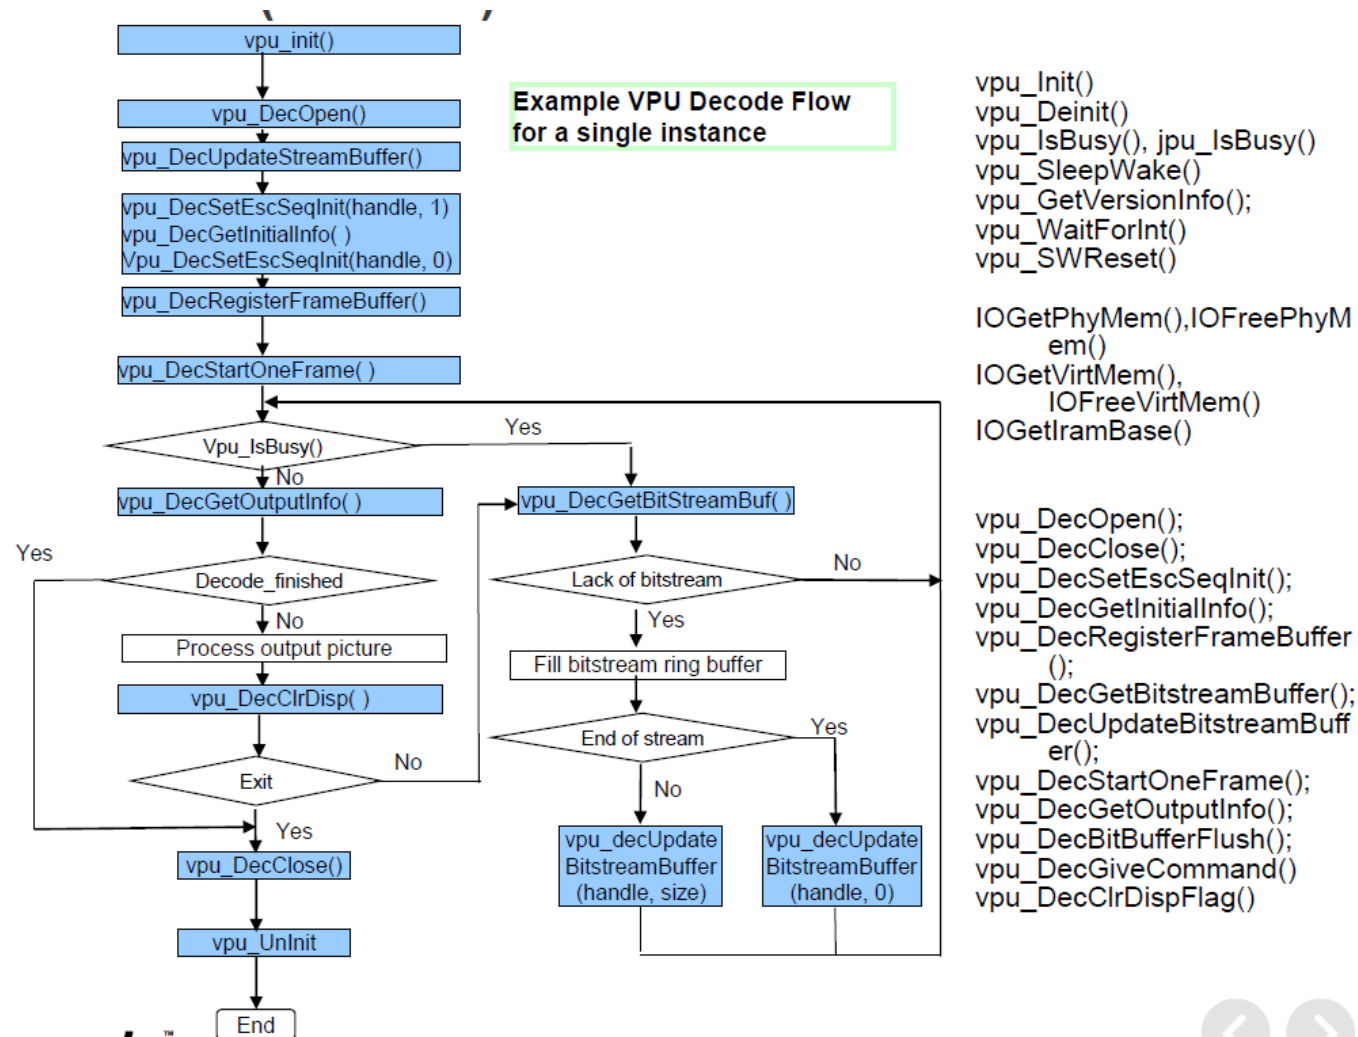 vpu_init()
vpu_DecOpen()
vpu_DecUpdateStreamBuffer()
vpu_DecSetEscSeqInit(handle, 1)
vpu_DecGetInitialInfo( )
Vpu_DecSetEscSeqInit(handle, 0)
vpu_DecRegisterFrameBuffer()
vpu_DecStartOneFrame( )
Vpu_IsBusy()
Yes
No
vpu_DecGetOutputInfo( )
Yes
Decode_finished
No
Process output picture
vpu_DecClrDisp( )
Exit
No
Yes
vpu_DecClose()
vpu_UnInit
End
™
Example VPU Decode Flow
for a single instance
vpu_DecGetBitStreamBuf( )
Lack of bitstream
No
Yes
Fill bitstream ring buffer
End of stream
Yes
No
vpu_decUpdate
BitstreamBuffer
(handle, size)
vpu_decUpdate
BitstreamBuffer
(handle, 0)
vpu_Init()
vpu_Deinit()
vpu_IsBusy(), jpu_IsBusy()
vpu_SleepWake()
vpu_GetVersionInfo();
vpu_WaitForInt()
vpu_SWReset()
IOGetPhyMem(),IOFreePhyM
em()
IOGetVirtMem(),
IOFreeVirtMem()
IOGetIramBase()
vpu_DecOpen();
vpu_DecClose();
vpu_DecSetEscSeqInit();
vpu_DecGetInitialInfo();
vpu_DecRegisterFrameBuffer
();
vpu_DecGetBitstreamBuffer();
vpu_DecUpdateBitstreamBuff
er();
vpu_DecStartOneFrame();
vpu_DecGetOutputInfo();
vpu_DecBitBufferFlush();
vpu_DecGiveCommand()
vpu_DecClrDispFlag()